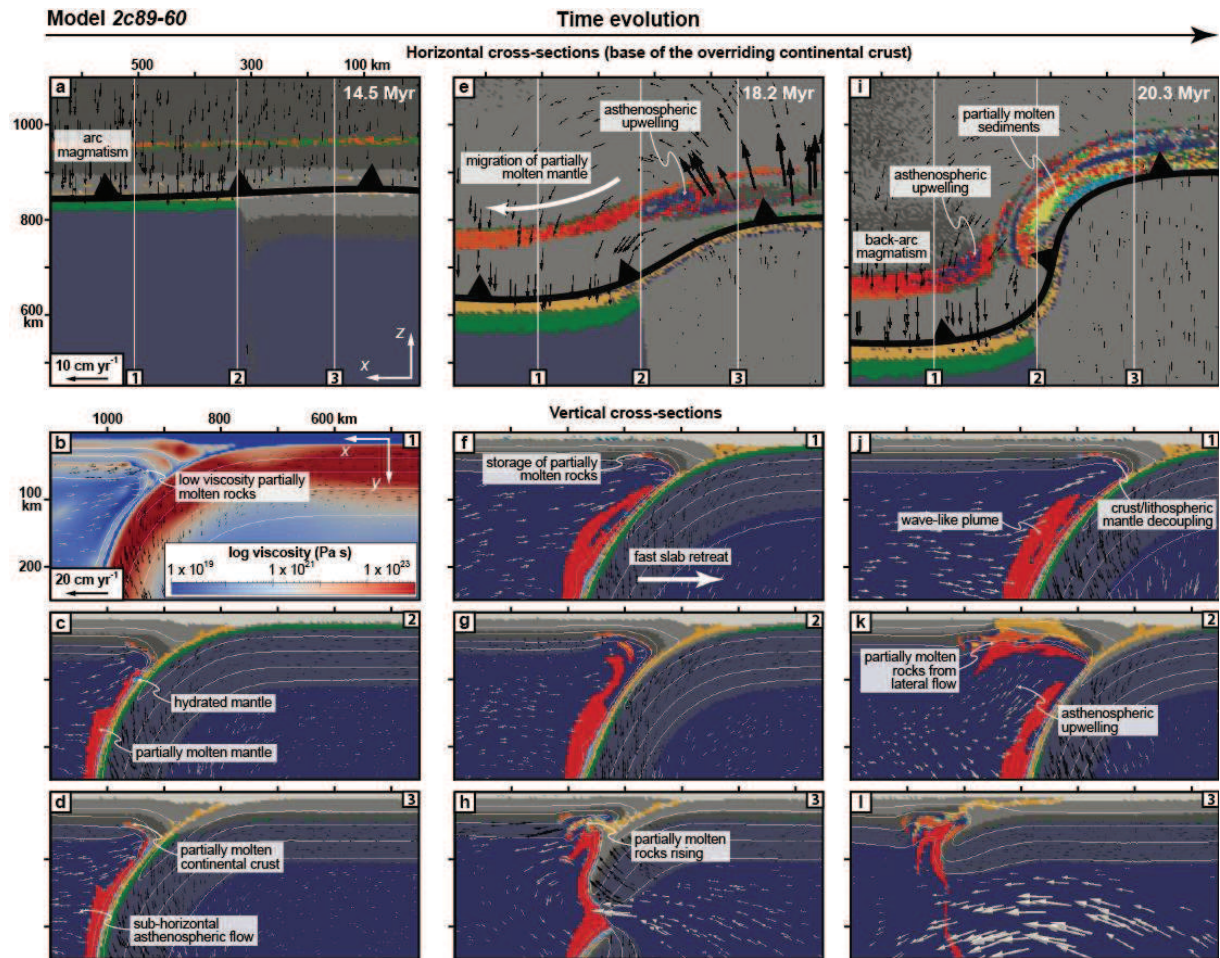 Model 2c89-60
Time evolution
Horizontal cross-sections (base of the overriding continental crust)
500
300
100 km
a
14.5 Myr
arc
magmatism
1000
800
600
km
10 cm yr⁻¹
z
x
1
2
3
e
18.2 Myr
asthenospheric
upwelling
migration of partially
molten mantle
1
2
3
i
20.3 Myr
partially molten
sediments
asthenospheric
upwelling
back-arc
magmatism
1
2
3
Vertical cross-sections
1000
800
600 km
b
1
x
y
low viscosity partially
molten rocks
100
km
200
log viscosity (Pa s)
1 x 10¹⁹
1 x 10²¹
1 x 10²³
20 cm yr⁻¹
f
1
storage of partially
molten rocks
fast slab retreat
j
1
wave-like plume
crust/lithospheric
mantle decoupling
c
2
hydrated mantle
partially molten mantle
g
2
k
2
partially molten
rocks from
lateral flow
asthenospheric
upwelling
d
3
partially molten
continental crust
sub-horizontal
asthenospheric flow
h
3
partially molten
rocks rising
l
3